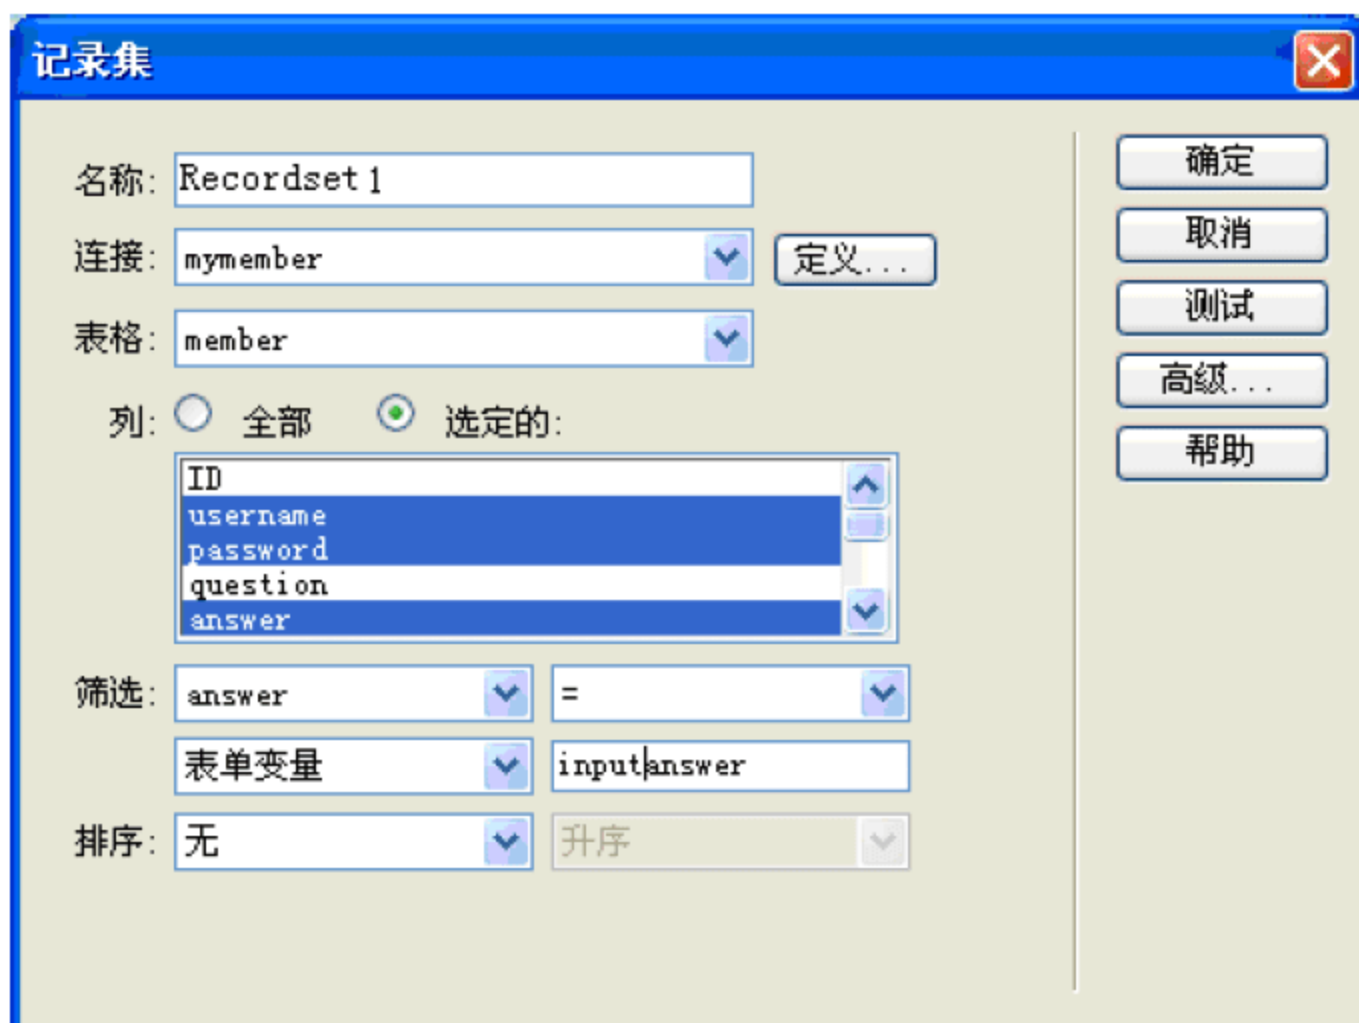 记录集
名称: Recordset 1
确定
连接: mymember
定义...
取消
表格: member
测试
列: 全部 选定的:
高级...
帮助
ID
username
password
question
answer
筛选: answer =
表单变量 inputanswer
排序: 无 升序